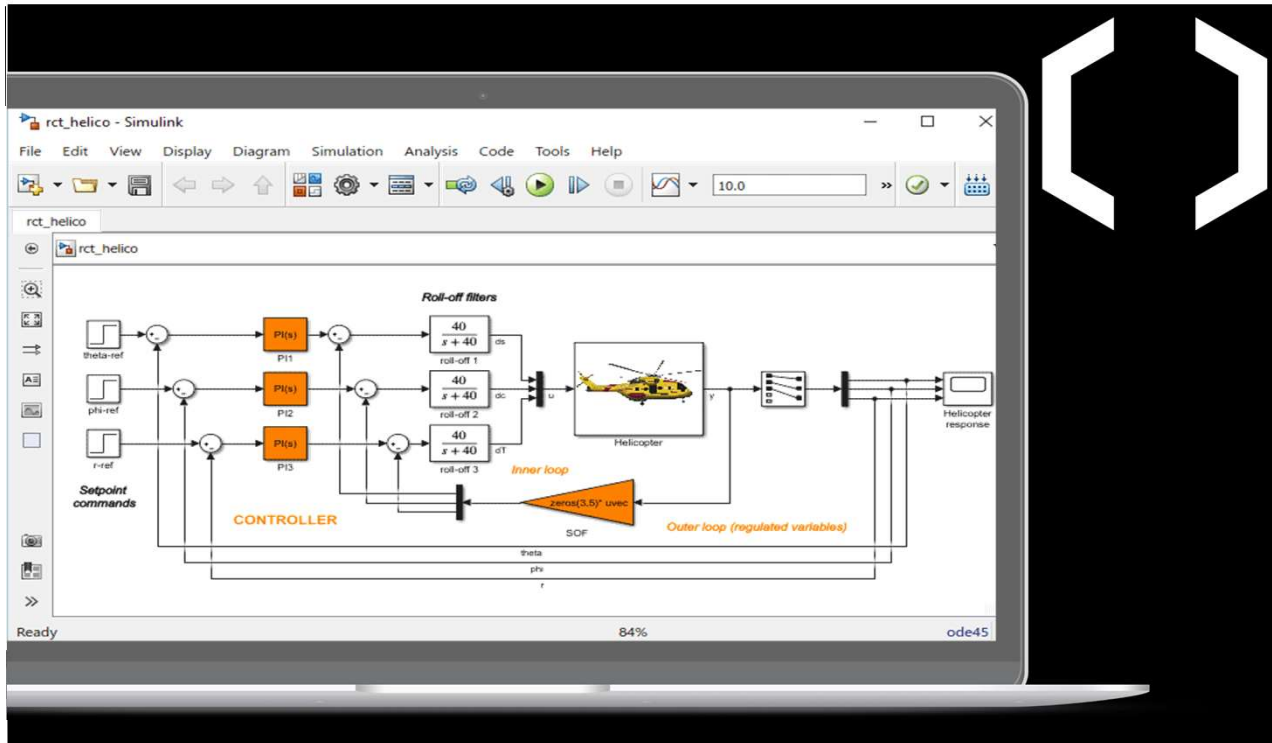 rct_helico - Simulink
File Edit View Display Diagram Simulation Analysis Code Tools Help
10.0 »
rct_helico
rct_helico
Roll-off filters
theta-ref
+-
PI(s)
PI1
+-
40
s + 40
roll-off 1
ds
phi-ref
+-
PI(s)
PI2
+-
40
s + 40
roll-off 2
dc
r-ref
+-
PI(s)
PI3
+-
40
s + 40
roll-off 3
dT
u
Helicopter
y
Helicopter
response
Setpoint
commands
CONTROLLER
Inner loop
zeros(3,5)* uvec
SOF
Outer loop (regulated variables)
theta
phi
r
»
Ready 84% ode45